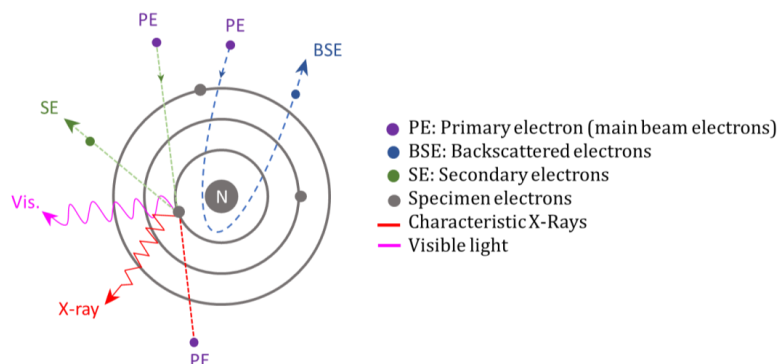 PE
PE
BSE
SE
N
Vis.
X-ray
PE
PE: Primary electron (main beam electrons)
BSE: Backscattered electrons
SE: Secondary electrons
Specimen electrons
Characteristic X-Rays
Visible light